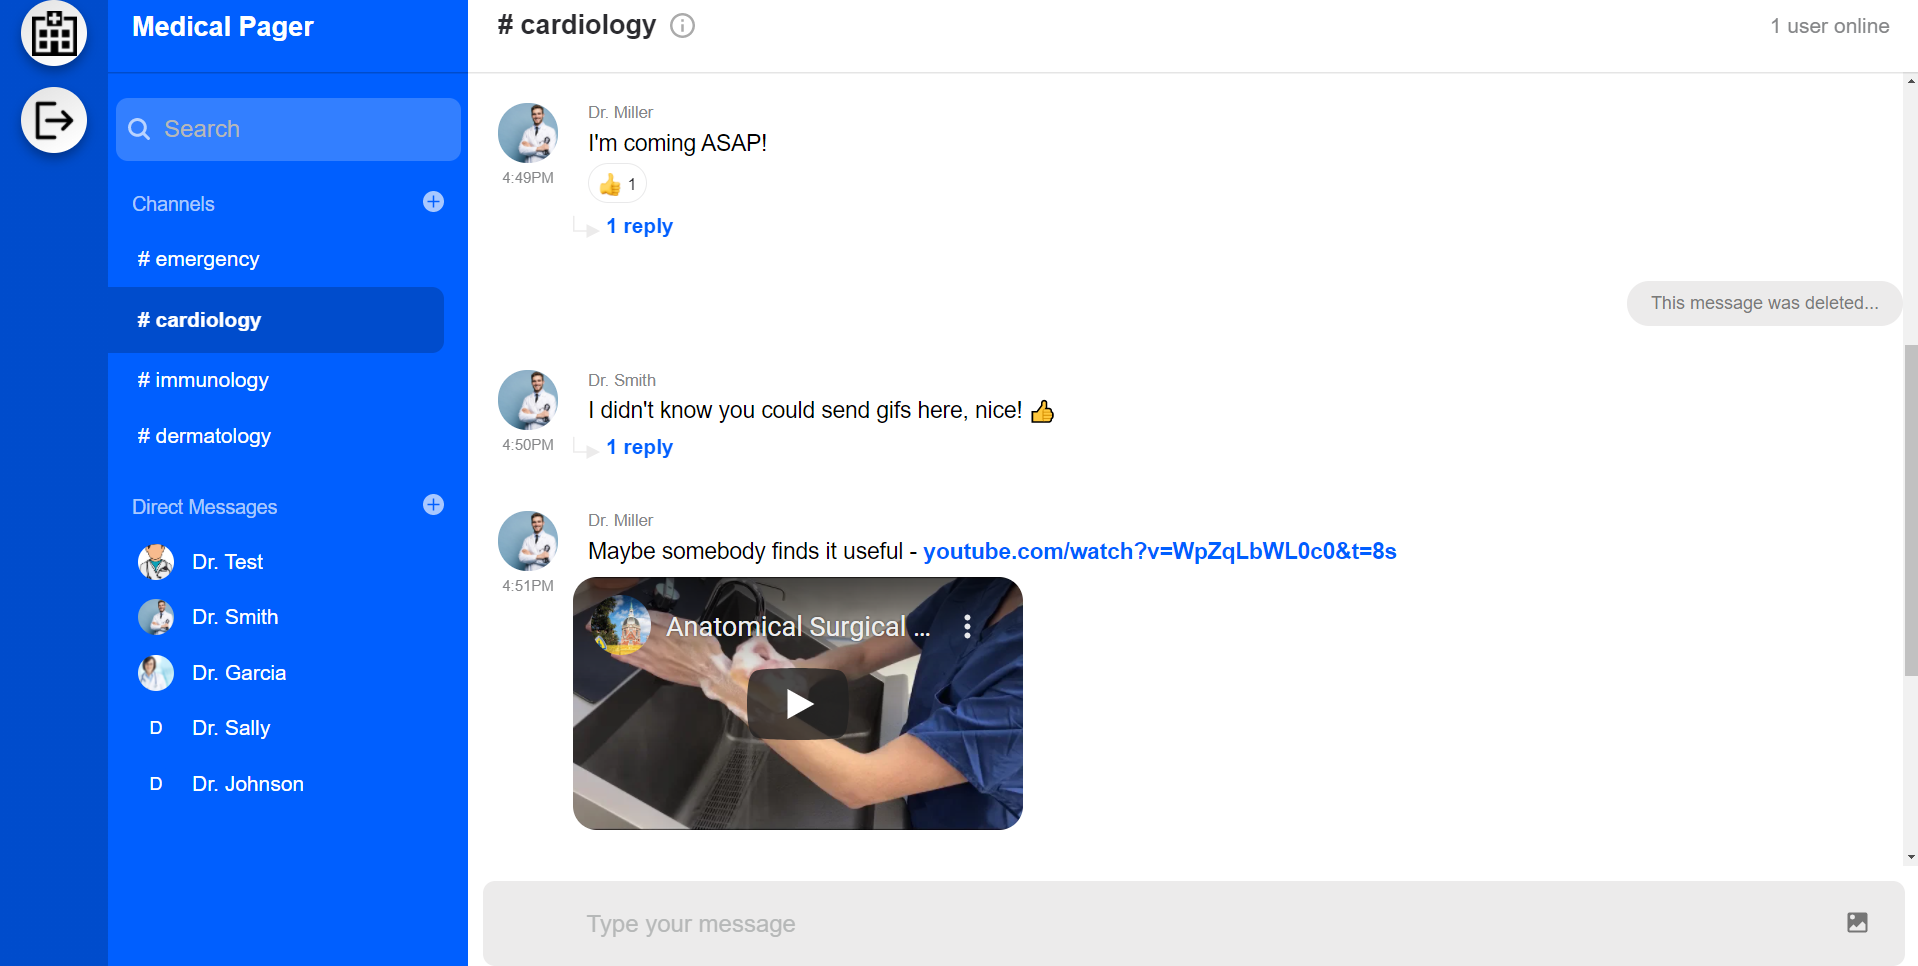 Medical Pager
Search
Channels
# emergency
# cardiology
# immunology
# dermatology
Direct Messages
Dr. Test
Dr. Smith
Dr. Garcia
D Dr. Sally
D Dr. Johnson
# cardiology
1 user online
Dr. Miller
I'm coming ASAP!
4:49PM
👍 1
1 reply
This message was deleted...
Dr. Smith
I didn't know you could send gifs here, nice! 👍
4:50PM
1 reply
Dr. Miller
Maybe somebody finds it useful - youtube.com/watch?v=WpZqLbWL0c0&t=8s
4:51PM
Anatomical Surgical ...
Type your message